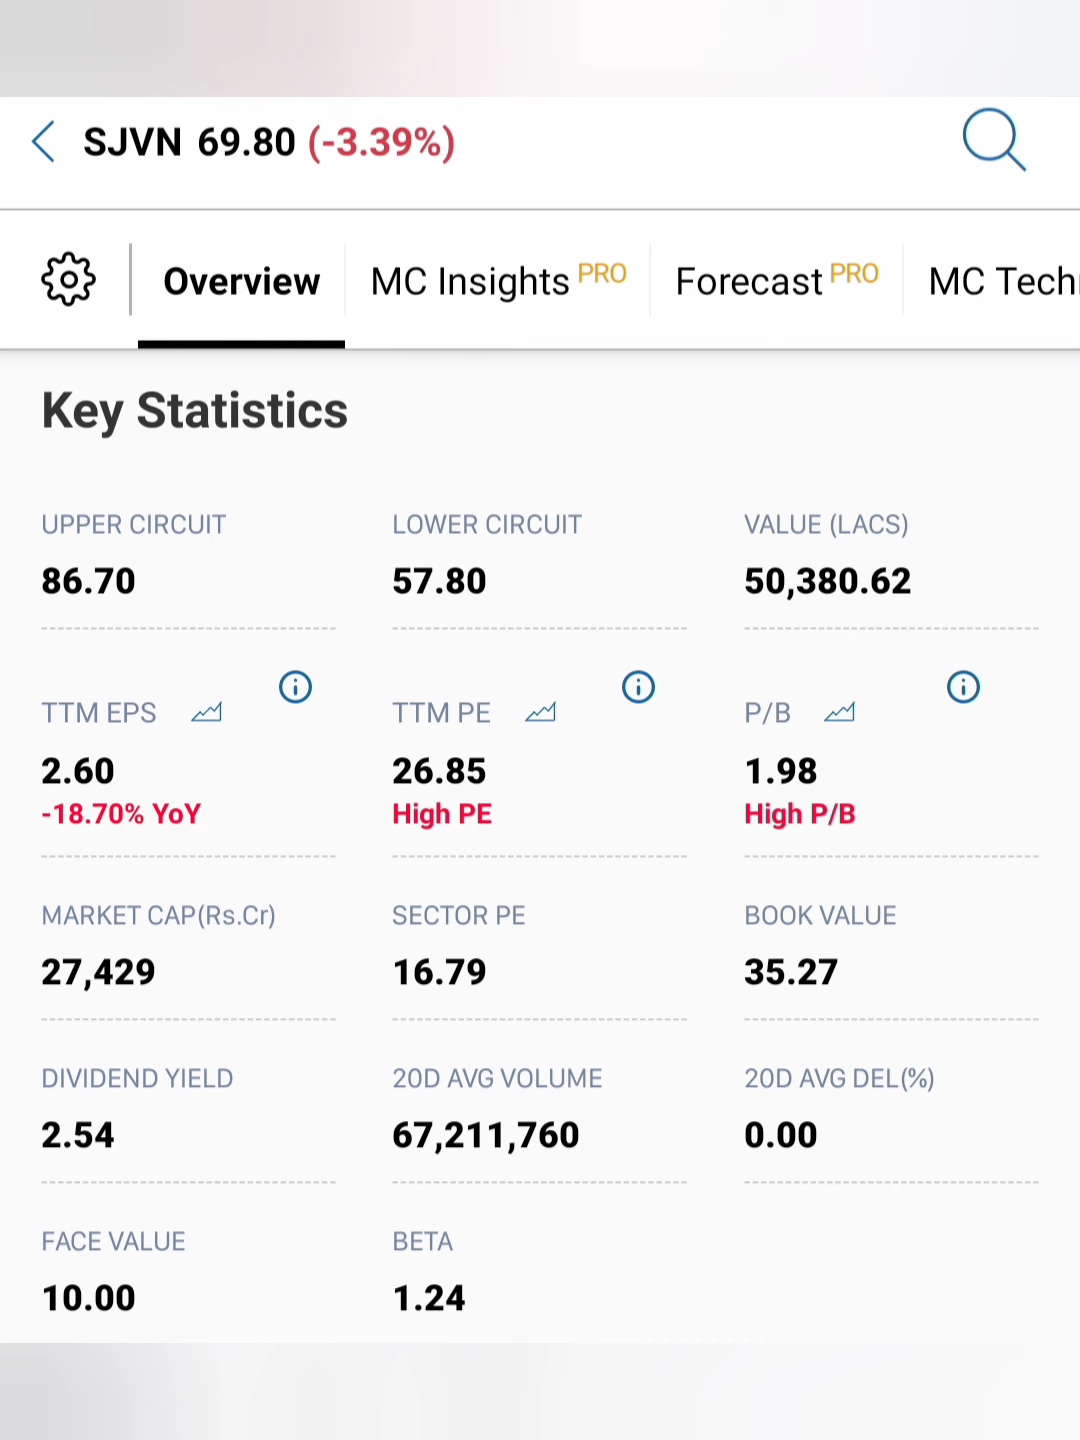 SJVN 69.80 (-3.39%)
Overview MC Insights PRO Forecast PRO MC Tech
Key Statistics
UPPER CIRCUIT LOWER CIRCUIT VALUE (LACS)
86.70 57.80 50,380.62
TTM EPS TTM PE P/B
2.60 26.85 1.98
-18.70% YoY High PE High P/B
MARKET CAP(Rs.Cr) SECTOR PE BOOK VALUE
27,429 16.79 35.27
DIVIDEND YIELD 20D AVG VOLUME 20D AVG DEL(%)
2.54 67,211,760 0.00
FACE VALUE BETA
10.00 1.24